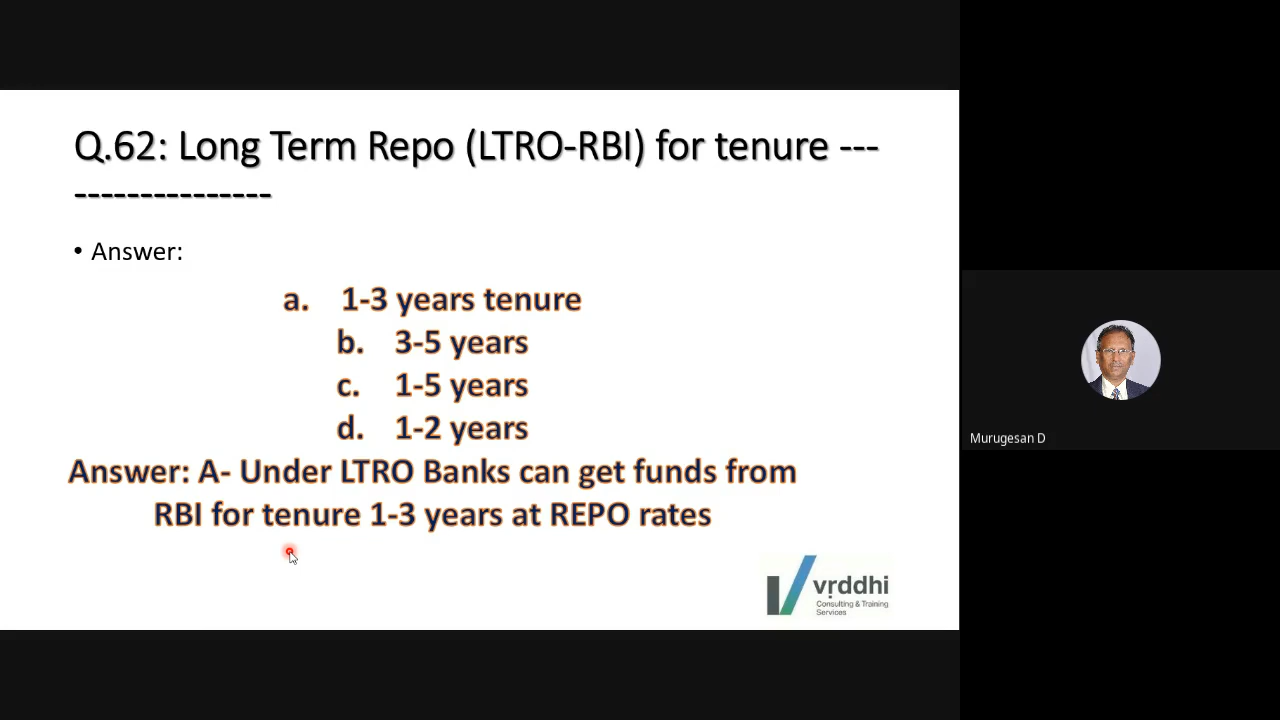 Q.62: Long Term Repo (LTRO-RBI) for tenure ---
---------------
• Answer:
a. 1-3 years tenure
b. 3-5 years
c. 1-5 years
d. 1-2 years
Answer: A- Under LTRO Banks can get funds from
RBI for tenure 1-3 years at REPO rates
vṛddhi
Consulting & Training
Services
Murugesan D